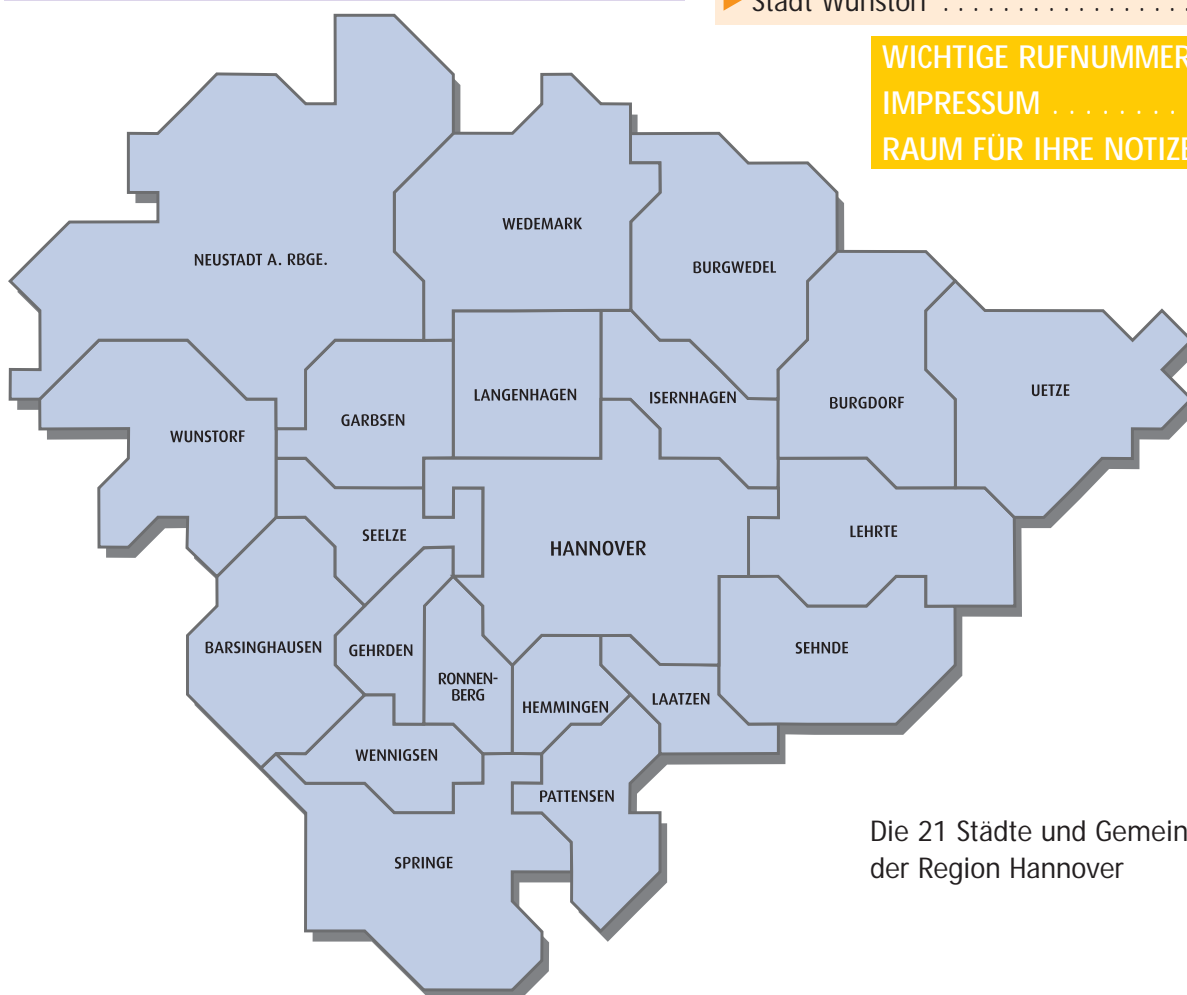 Stadt Wunstorf . . . . . . . . . . . . . . . . .
WICHTIGE RUFNUMMER
IMPRESSUM . . . . . . . .
RAUM FÜR IHRE NOTIZE
WEDEMARK
NEUSTADT A. RBGE.
BURGWEDEL
LANGENHAGEN
ISERNHAGEN
UETZE
BURGDORF
GARBSEN
WUNSTORF
SEELZE
LEHRTE
HANNOVER
BARSINGHAUSEN
GEHRDEN
SEHNDE
RONNEN-
BERG
HEMMINGEN
LAATZEN
WENNIGSEN
PATTENSEN
SPRINGE
Die 21 Städte und Gemein
der Region Hannover